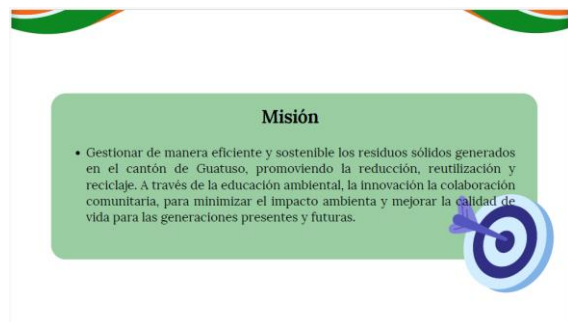 Misión
• Gestionar de manera eficiente y sostenible los residuos sólidos generados
en el cantón de Guatuso, promoviendo la reducción, reutilización y
reciclaje. A través de la educación ambiental, la innovación la colaboración
comunitaria, para minimizar el impacto ambienta y mejorar la calidad de
vida para las generaciones presentes y futuras.